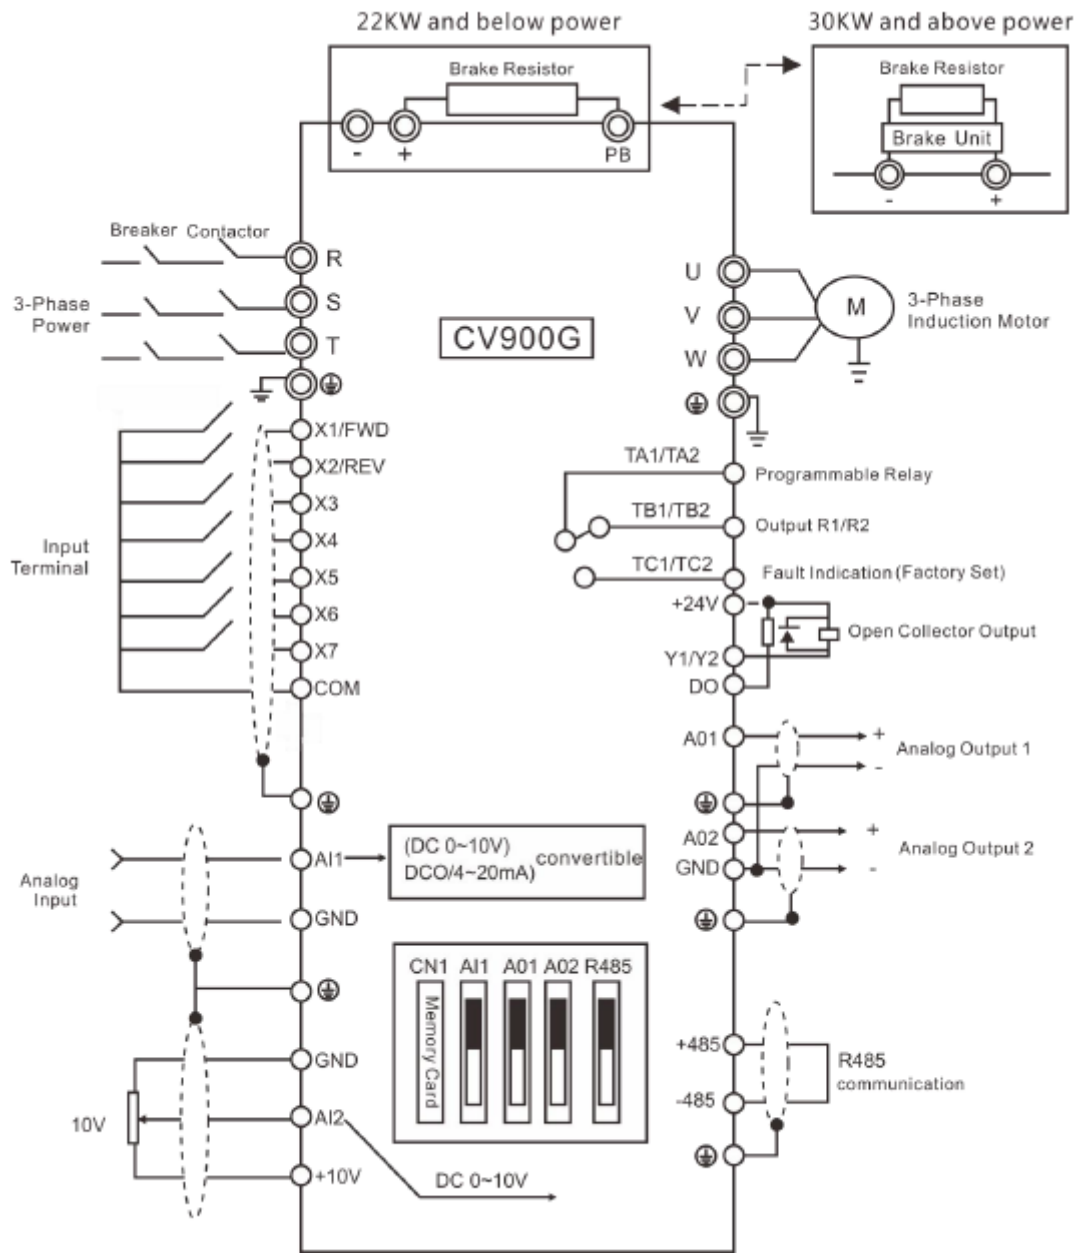 22KW and below power
30KW and above power
Brake Resistor
- + PB
Brake Resistor
Brake Unit
- +
Breaker Contactor
3-Phase
Power
R
S
T
CV900G
U
V
W
M
3-Phase
Induction Motor
Input
Terminal
X1/FWD
X2/REV
X3
X4
X5
X6
X7
COM
TA1/TA2
Programmable Relay
TB1/TB2
Output R1/R2
TC1/TC2
Fault Indication (Factory Set)
+24V
Open Collector Output
Y1/Y2
DO
A01
+
-
Analog Output 1
A02
GND
+
-
Analog Output 2
Analog
Input
AI1
(DC 0~10V)
DCO/4~20mA)
convertible
GND
CN1 AI1 A01 A02 R485
Memory Card
GND
10V
AI2
+10V
DC 0~10V
+485
-485
R485
communication